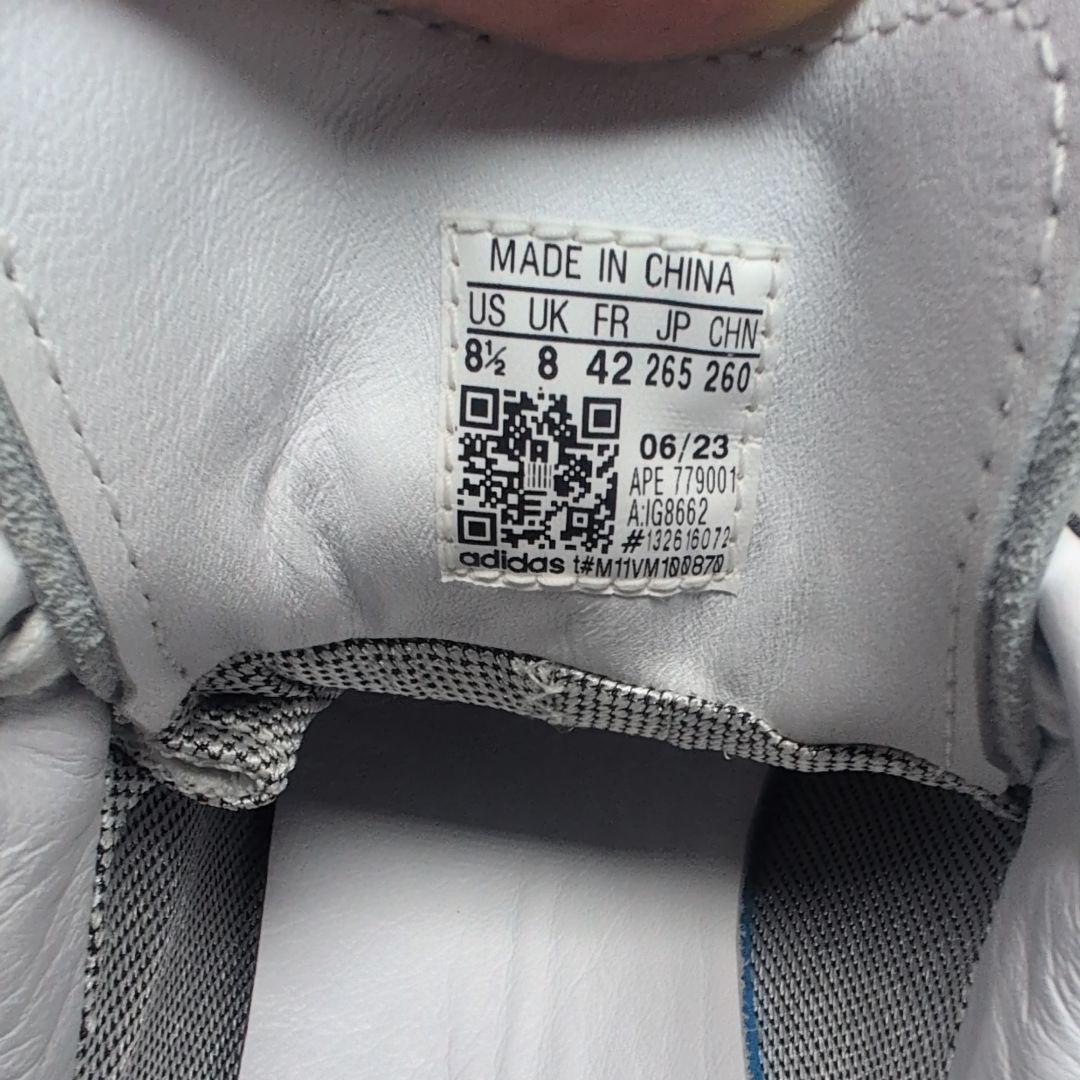 MADE IN CHINA
US UK FR JP CHN
8½ 8 42 265 260
06/23
APE 779001
A:IG8662
#132616072
adidas t#M11VM100870